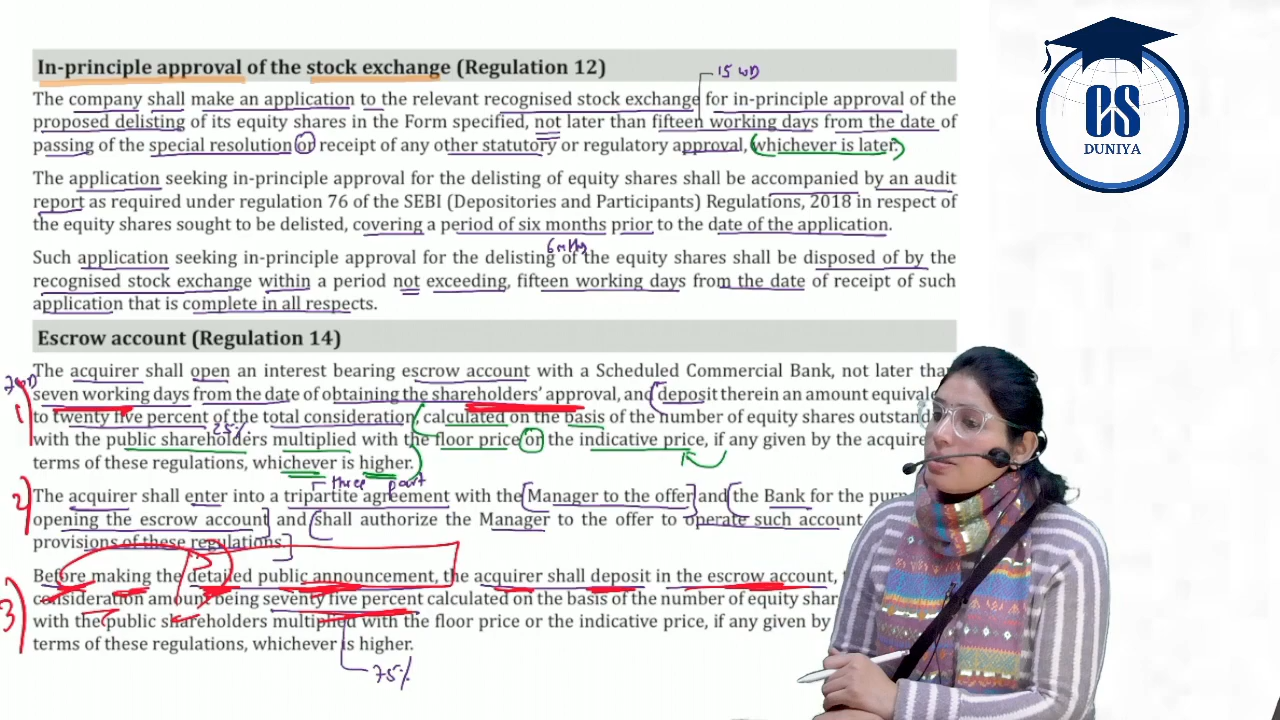 In-principle approval of the stock exchange (Regulation 12)
15 WD
The company shall make an application to the relevant recognised stock exchange for in-principle approval of the
proposed delisting of its equity shares in the Form specified, not later than fifteen working days from the date of
passing of the special resolution or receipt of any other statutory or regulatory approval, whichever is later.
The application seeking in-principle approval for the delisting of equity shares shall be accompanied by an audit
report as required under regulation 76 of the SEBI (Depositories and Participants) Regulations, 2018 in respect of
the equity shares sought to be delisted, covering a period of six months prior to the date of the application.
Such application seeking in-principle approval for the delisting of the equity shares shall be disposed of by the
recognised stock exchange within a period not exceeding, fifteen working days from the date of receipt of such
application that is complete in all respects.
Escrow account (Regulation 14)
The acquirer shall open an interest bearing escrow account with a Scheduled Commercial Bank, not later than
7 WD
1)
seven working days from the date of obtaining the shareholders' approval, and deposit therein an amount
to twenty five percent of the total consideration, calculated on the basis of the number of equity shares
25%
with the public shareholders multiplied with the floor price or the indicative price, if any given by the
terms of these regulations, whichever is higher.
three part
2)
The acquirer shall enter into a tripartite agreement with the Manager to the offer and the Bank for the
opening the escrow account and shall authorize the Manager to the offer to operate such account
provisions of these regulations.
3)
Before making the detailed public announcement, the acquirer shall deposit in the escrow account,
consideration amount being seventy five percent calculated on the basis of the number of equity
with the public shareholders multiplied with the floor price or the indicative price, if any given by
terms of these regulations, whichever is higher.
75%
CS
DUNIYA